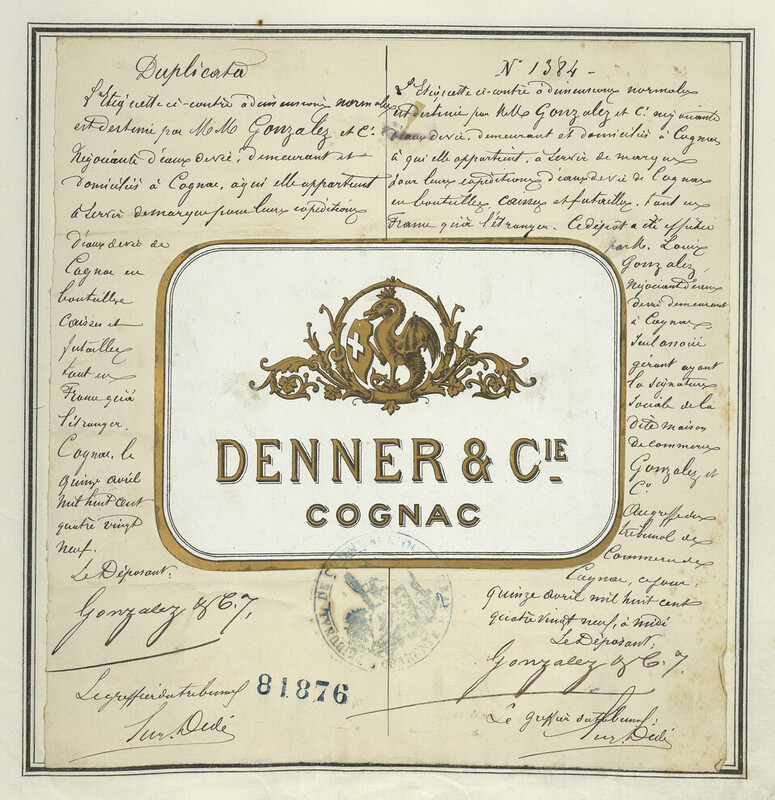 Duplicata
L'Etiquette ci-contre à dimensions normales
est destinée par MM. Gonzalez et Cie.
Négociants d'eaux de vie, demeurant et
domiciliés à Cognac, à qui elle appartient
à servir de marque pour leurs expéditions
d'eaux de vie de
Cognac en
bouteilles
caisses et
futailles
tant en
France qu'à
l'étranger.
Cognac, le
quinze avril
mil huit cent
quatre vingt
neuf.
Le Déposant:
Gonzalez & C.
Le greffier du tribunal
N° 1384 -
L'Etiquette ci-contre à dimensions normales
est destinée par MM. Gonzalez et Cie. négociants
d'eaux de vie, demeurant et domiciliés à Cognac
à qui elle appartient, à servir de marque
pour leurs expéditions d'eaux de vie de Cognac
en bouteilles caisses et futailles, tant en
France qu'à l'étranger. Ce dépôt a été effectué
par M. Louis
Gonzalez,
négociant d'eaux
de vie demeurant
à Cognac
seul associé
gérant ayant
la signature
sociale de la
dite maison
de commerce
Gonzalez et
Co
Au greffe du
tribunal de
Commerce de
Cognac, ce jour:
quinze avril mil huit cent
quatre vingt neuf, à midi
Le Déposant:
Gonzalez & C.
Le greffier du tribunal:
DENNER & CIE
COGNAC
81876